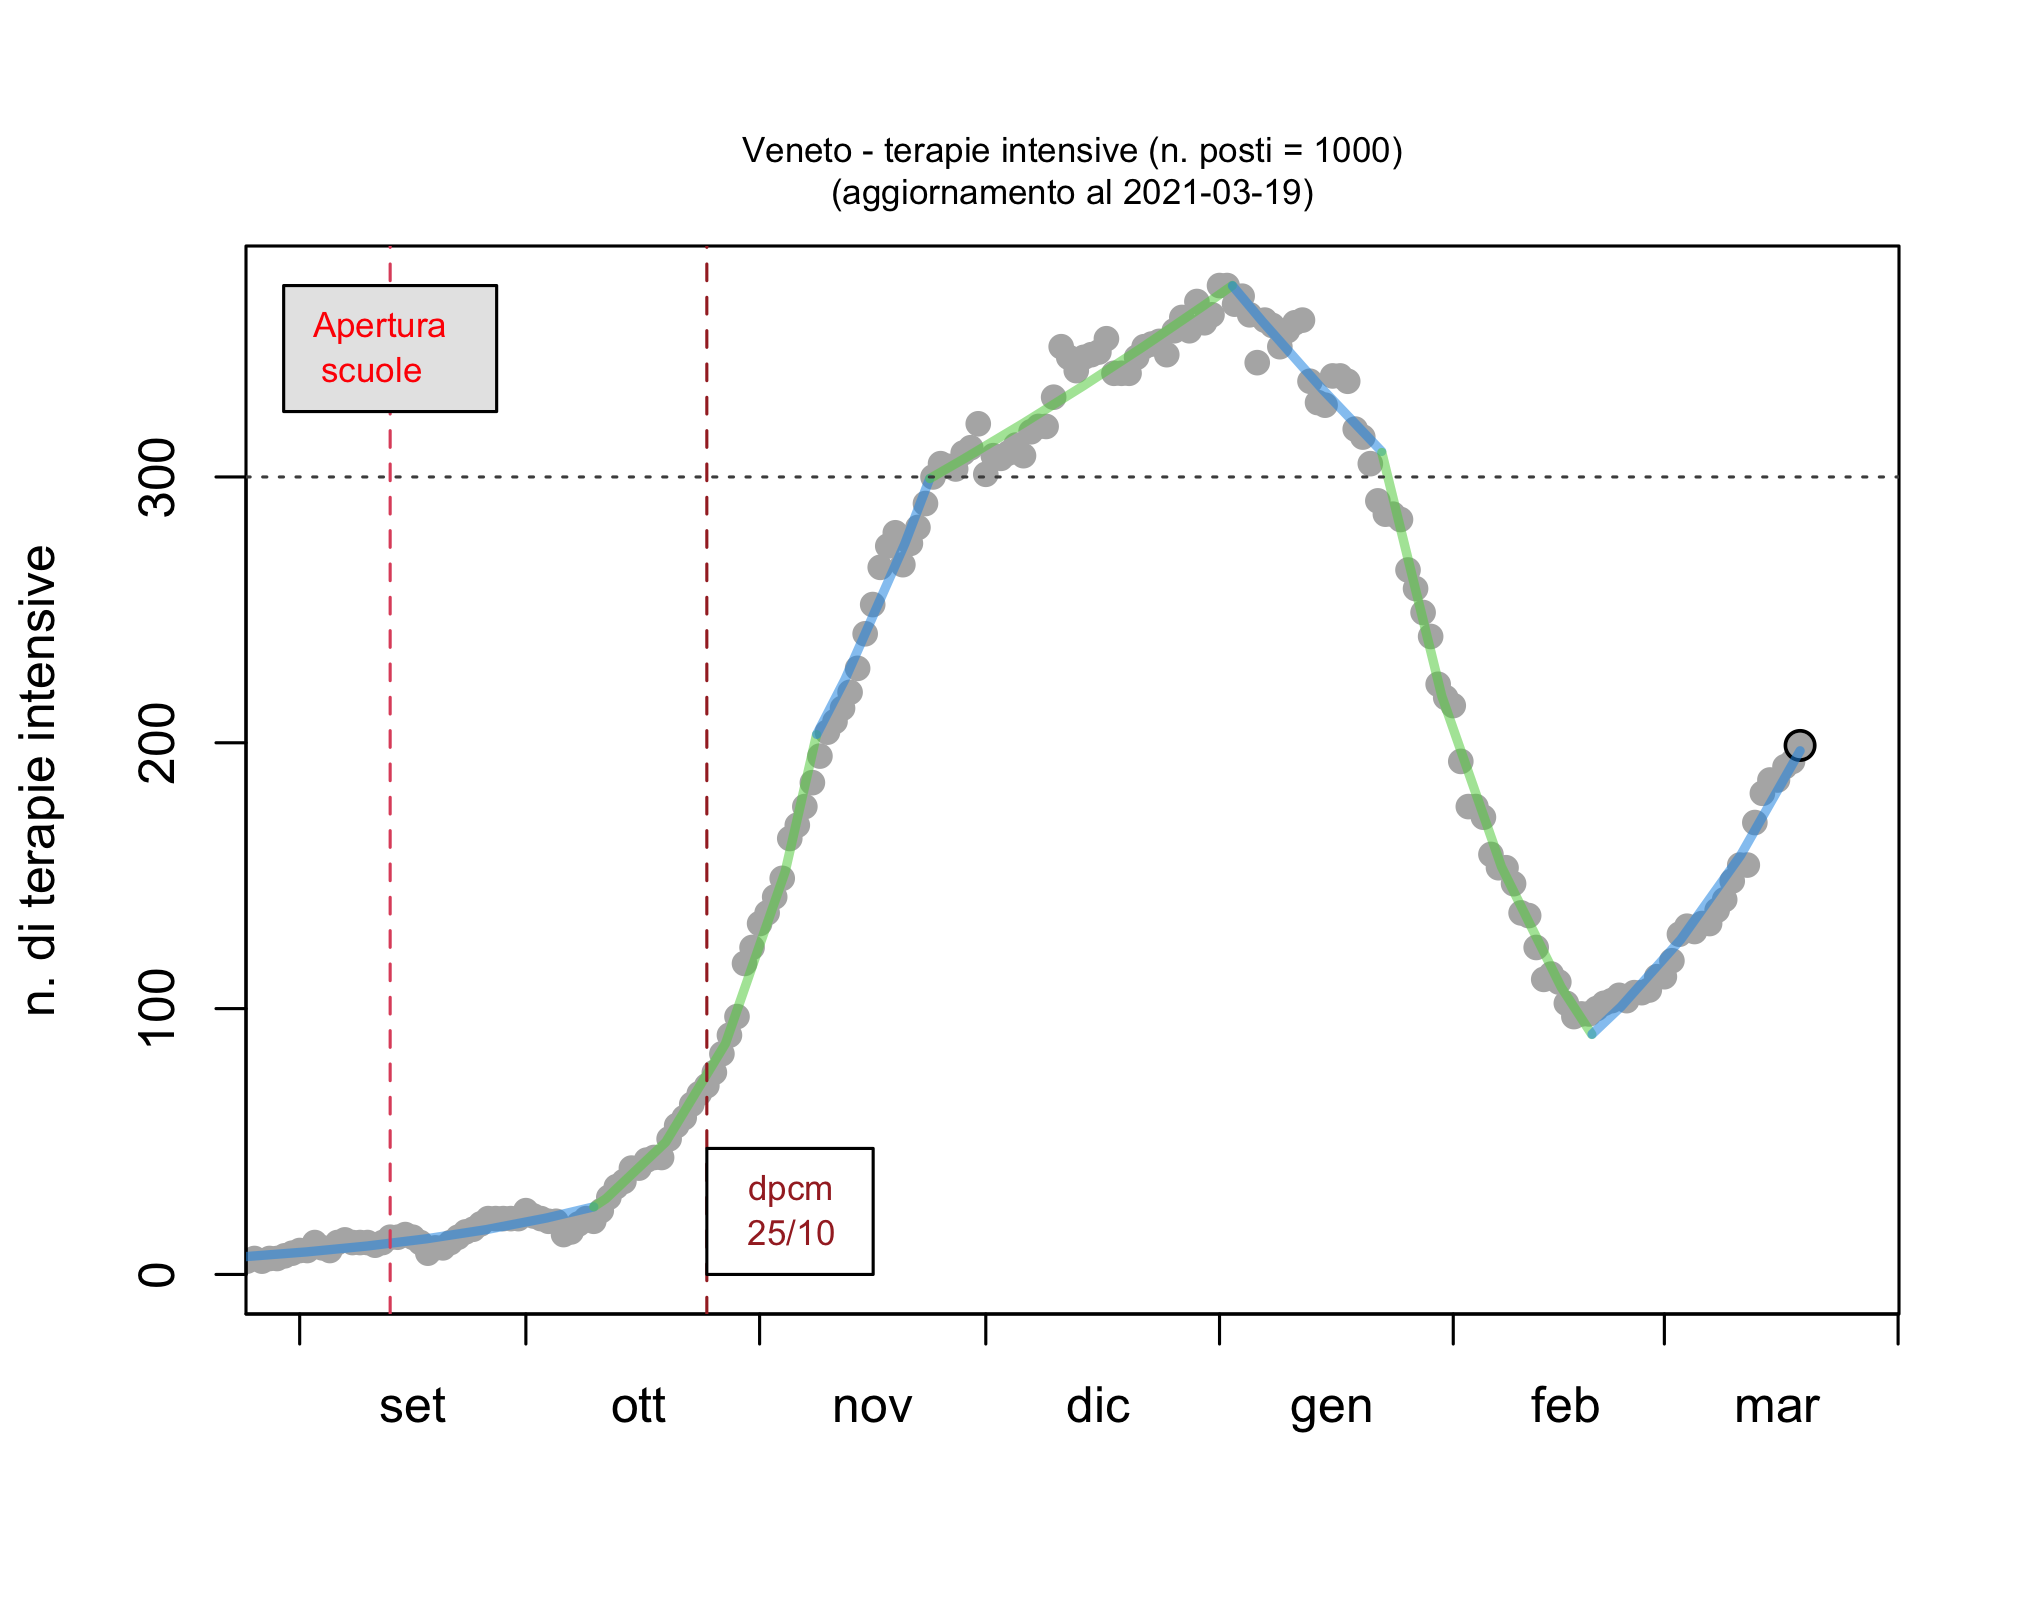 Veneto - terapie intensive (n. posti = 1000)
(aggiornamento al 2021-03-19)
Apertura
scuole
n. di terapie intensive
300
200
100
0
dpcm
25/10
set
ott
nov
dic
gen
feb
mar